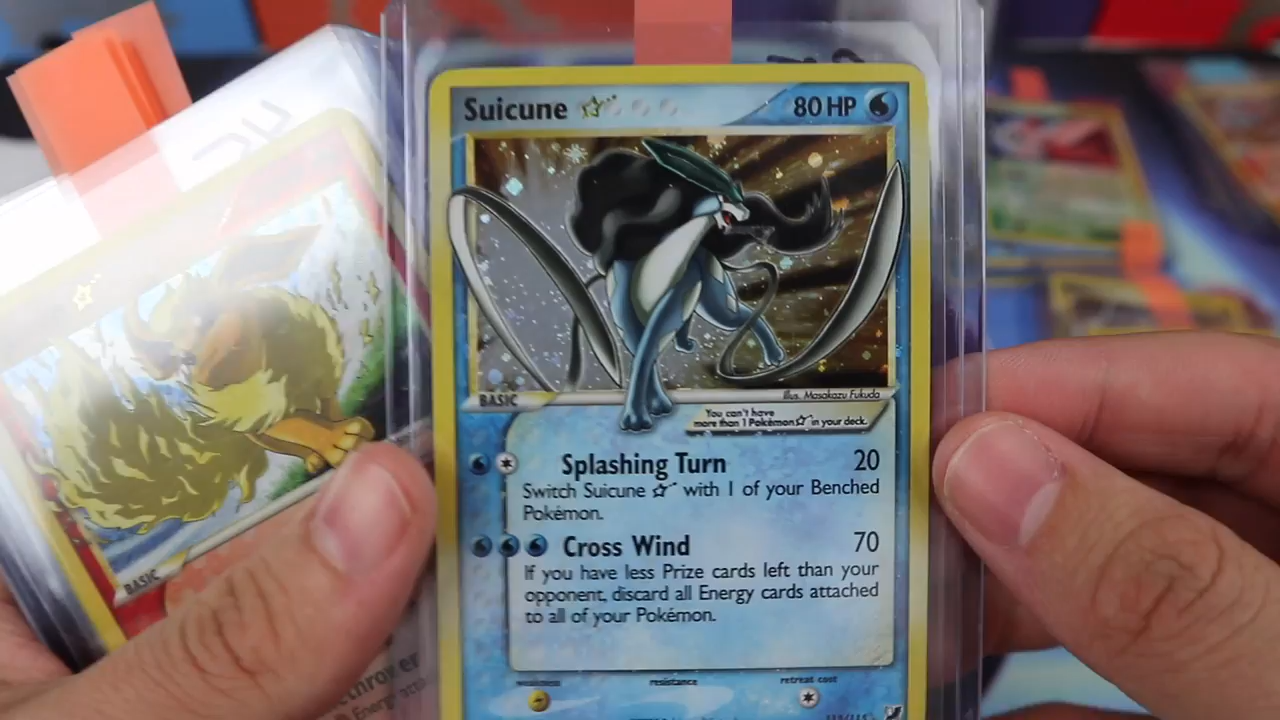 Suicune ☆ 80 HP
BASIC
Illus. Masakazu Fukuda
You can't have
more than 1 Pokémon ☆ in your deck.
Splashing Turn 20
Switch Suicune ☆ with 1 of your Benched
Pokémon.
Cross Wind 70
If you have less Prize cards left than your
opponent, discard all Energy cards attached
to all of your Pokémon.
weakness resistance retreat cost
BASIC